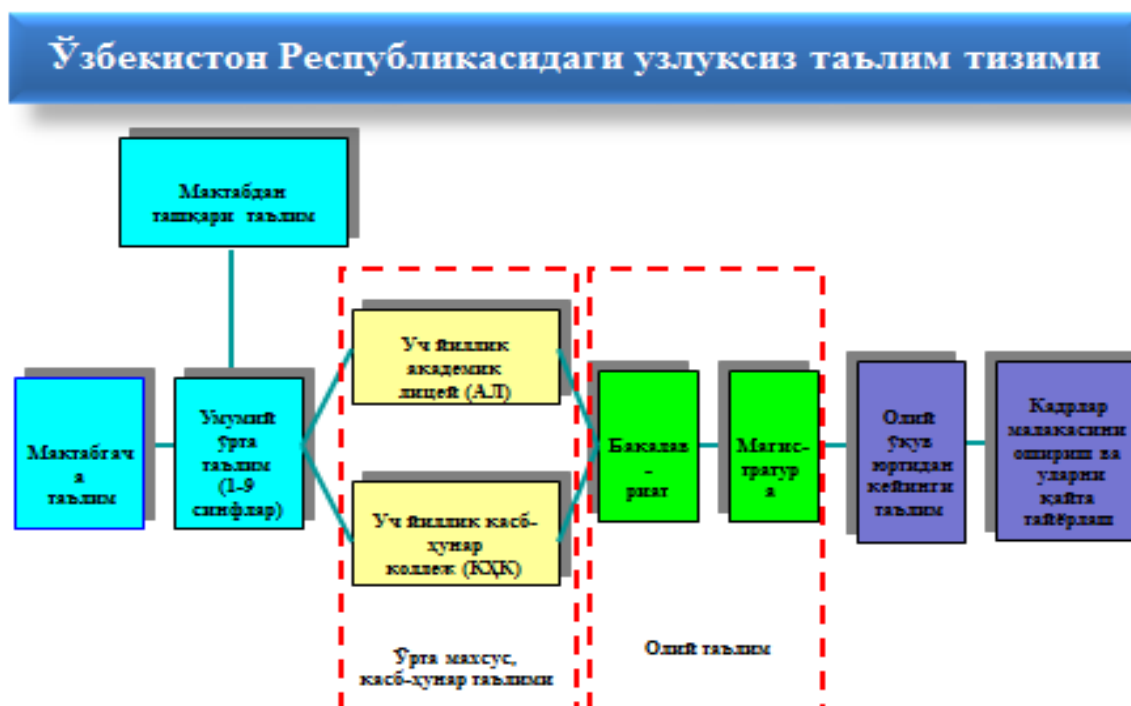 Ўзбекистон Республикасидаги узлуксиз таълим тизими
Мактабдан
ташқари таълим
Мактабгач
а
таълим
Умумий
ўрта
таълим
(1-9
синфлар)
Уч йиллик
академик
лицей (АЛ)
Уч йиллик касб-
ҳунар
коллеж (КҲК)
Ўрта махсус,
касб-ҳунар таълими
Бакалав
-
риат
Магис-
тратур
а
Олий таълим
Олий
ўқув
юртидан
кейинги
таълим
Кадрлар
малакасини
ошириш ва
уларни
қайта
тайёрлаш